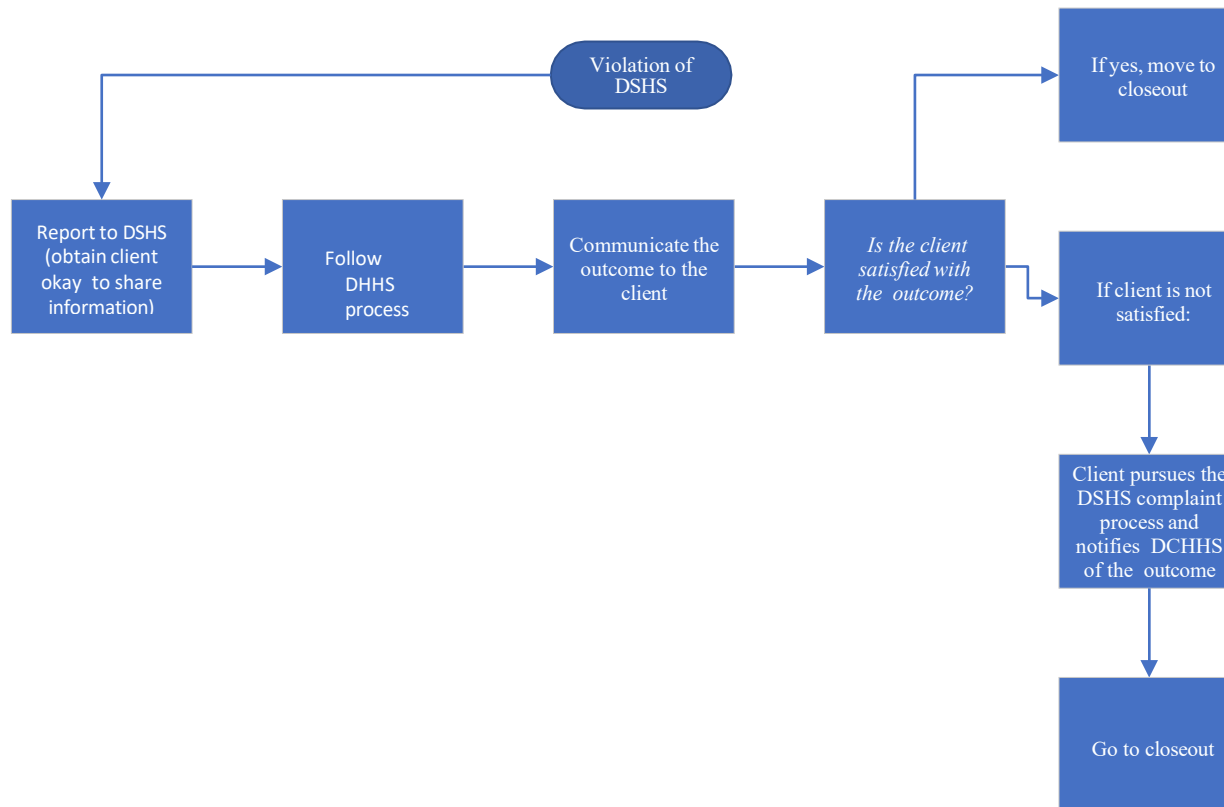 Violation of
DSHS
If yes, move to
closeout
Report to DSHS
(obtain client
okay to share
information)
Follow
DHHS
process
Communicate the
outcome to the
client
Is the client
satisfied with
the outcome?
If client is not
satisfied:
Client pursues the
DSHS complaint
process and
notifies DCHHS
of the outcome
Go to closeout